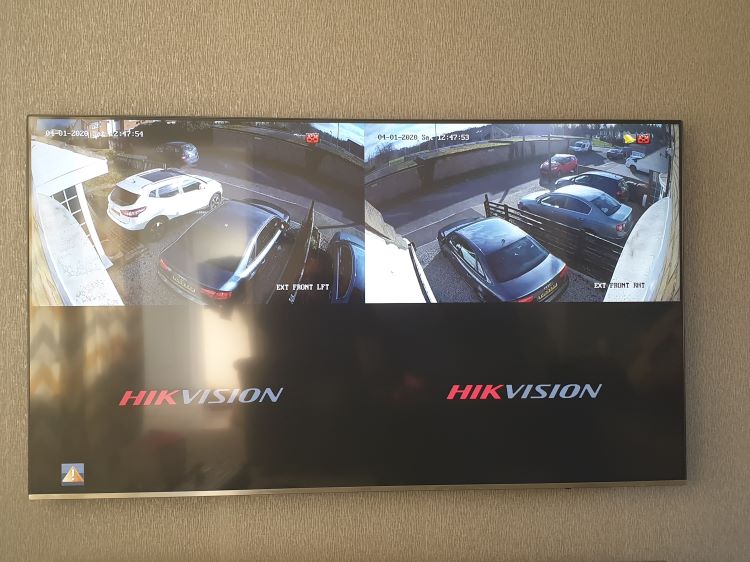 04-01-2020 Sat 12:47:54
04-01-2020 Sa 12:47:53
EXT FRONT LFT
EXT FRONT RHT
HIKVISION
HIKVISION